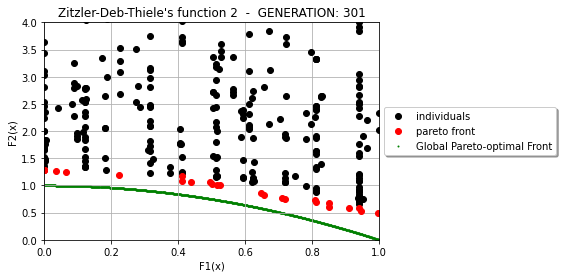 Zitzler-Deb-Thiele's function 2 - GENERATION: 301
4.0
3.5
3.0
2.5
2.0
1.5
1.0
0.5
0.0
F2(x)
0.0 0.2 0.4 0.6 0.8 1.0
F1(x)
individuals
pareto front
Global Pareto-optimal Front